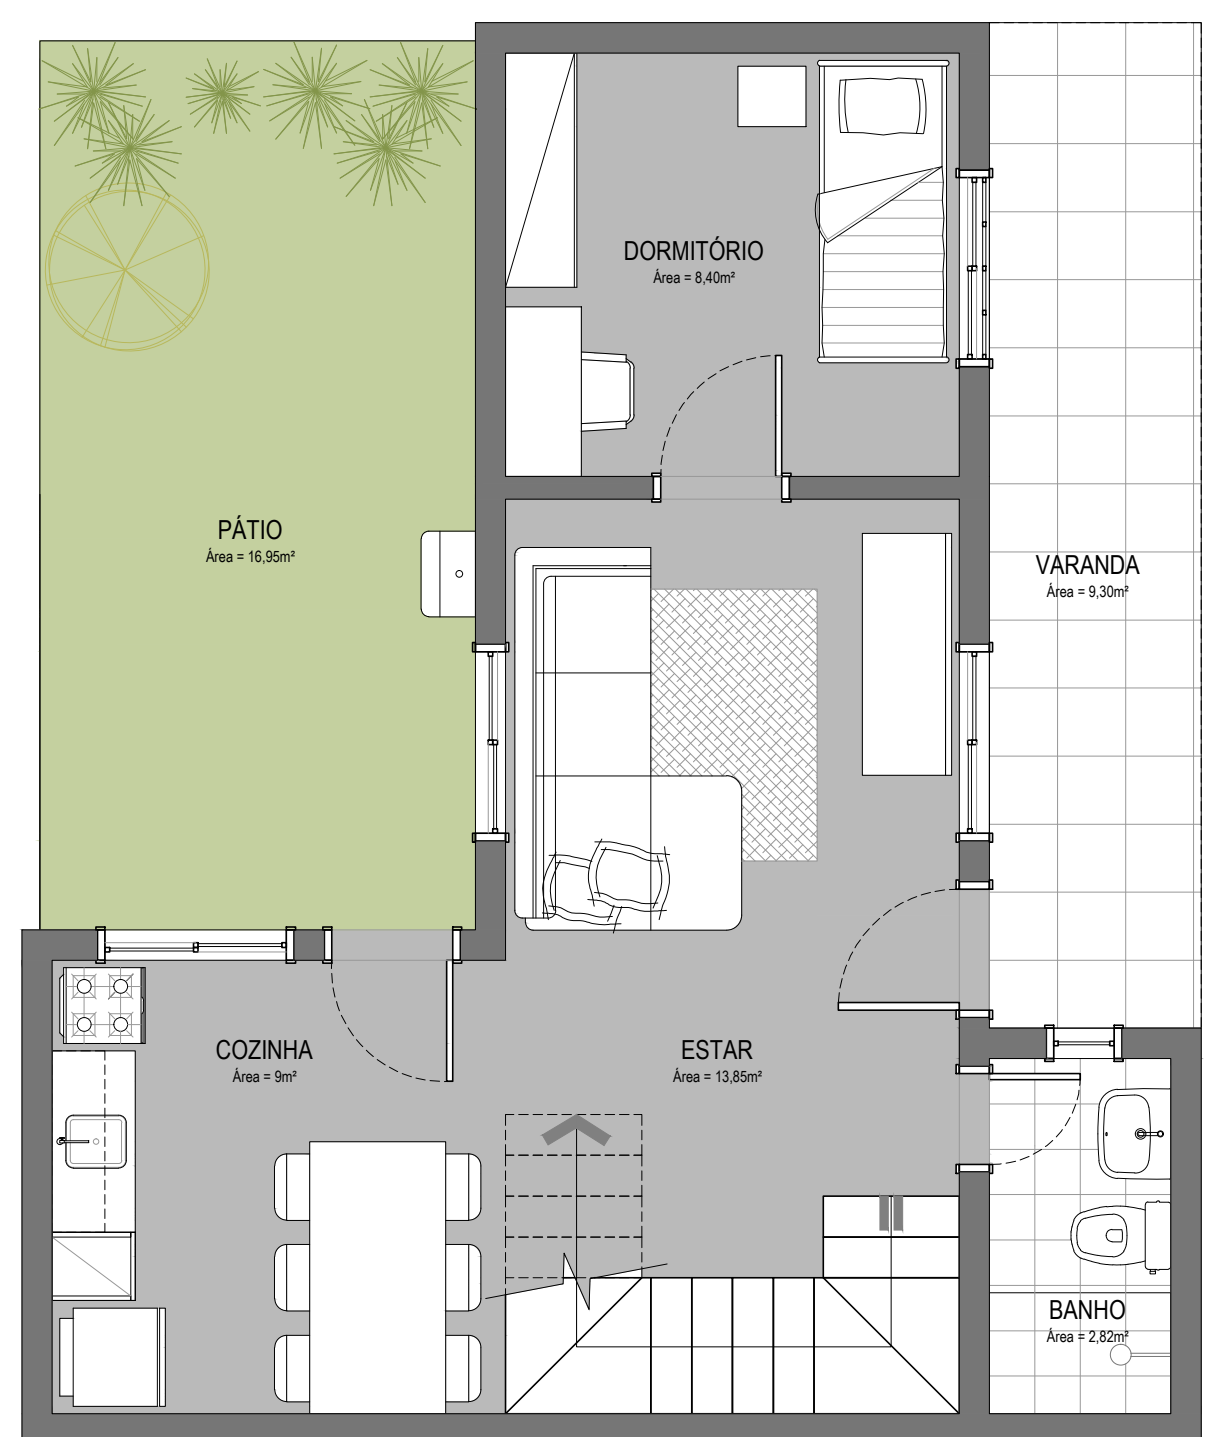 DORMITÓRIO
Área = 8,40m²
PÁTIO
Área = 16,95m²
VARANDA
Área = 9,30m²
COZINHA
Área = 9m²
ESTAR
Área = 13,85m²
BANHO
Área = 2,82m²